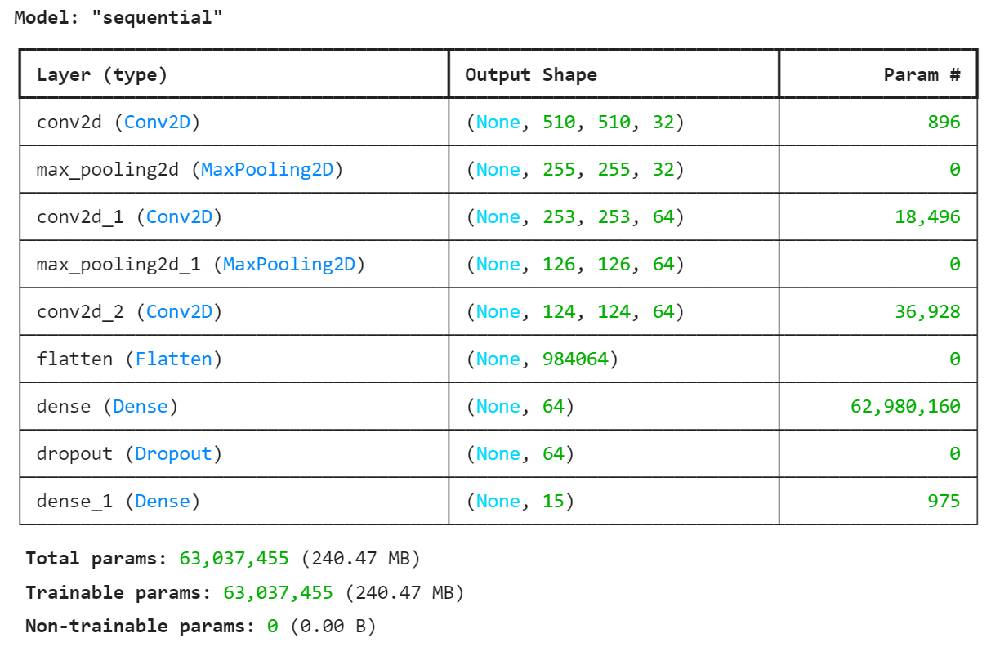 Model: "sequential"
Layer (type) Output Shape Param #
conv2d (Conv2D) (None, 510, 510, 32) 896
max_pooling2d (MaxPooling2D) (None, 255, 255, 32) 0
conv2d_1 (Conv2D) (None, 253, 253, 64) 18,496
max_pooling2d_1 (MaxPooling2D) (None, 126, 126, 64) 0
conv2d_2 (Conv2D) (None, 124, 124, 64) 36,928
flatten (Flatten) (None, 984064) 0
dense (Dense) (None, 64) 62,980,160
dropout (Dropout) (None, 64) 0
dense_1 (Dense) (None, 15) 975
Total params: 63,037,455 (240.47 MB)
Trainable params: 63,037,455 (240.47 MB)
Non-trainable params: 0 (0.00 B)